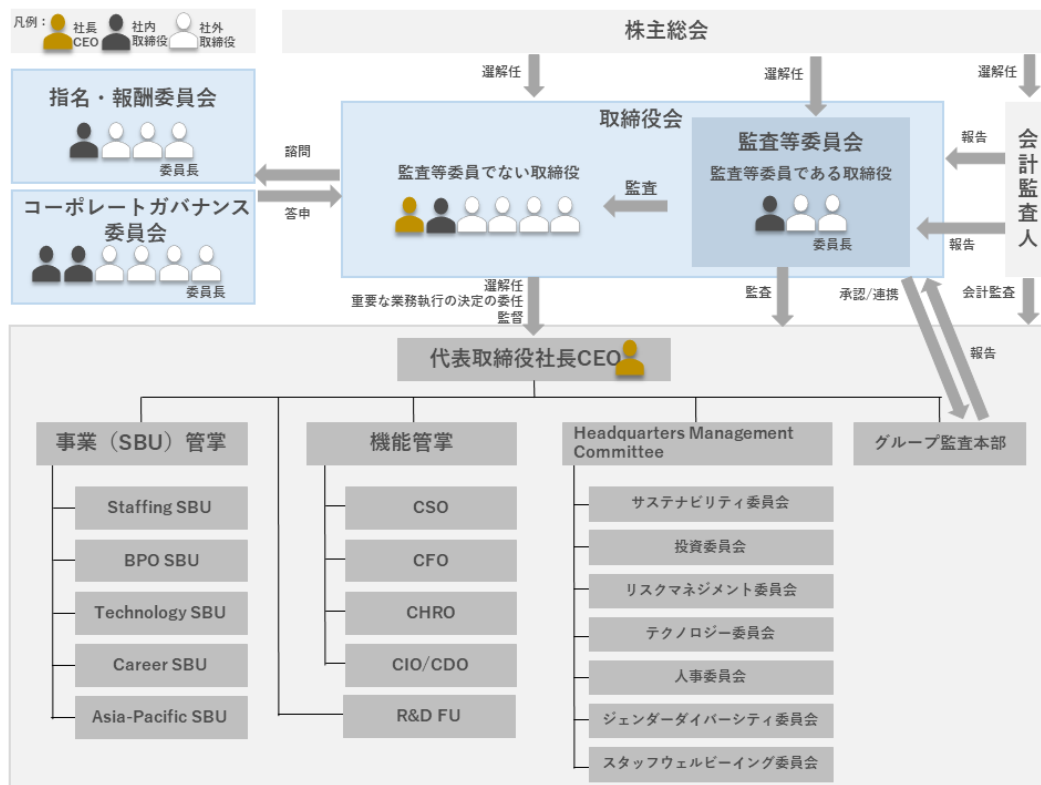 凡例：
社長
CEO
社内
取締役
社外
取締役
株主総会
選解任
選解任
選解任
指名・報酬委員会
委員長
コーポレートガバナンス
委員会
委員長
諮問
答申
取締役会
監査等委員でない取締役
監査
監査等委員会
監査等委員である取締役
委員長
報告
報告
会計監査人
選解任
重要な業務執行の決定の委任
監督
監査
承認/連携
会計監査
報告
代表取締役社長CEO
事業（SBU）管掌
Staffing SBU
BPO SBU
Technology SBU
Career SBU
Asia-Pacific SBU
機能管掌
CSO
CFO
CHRO
CIO/CDO
R&D FU
Headquarters Management
Committee
サステナビリティ委員会
投資委員会
リスクマネジメント委員会
テクノロジー委員会
人事委員会
ジェンダーダイバーシティ委員会
スタッフウェルビーイング委員会
グループ監査本部